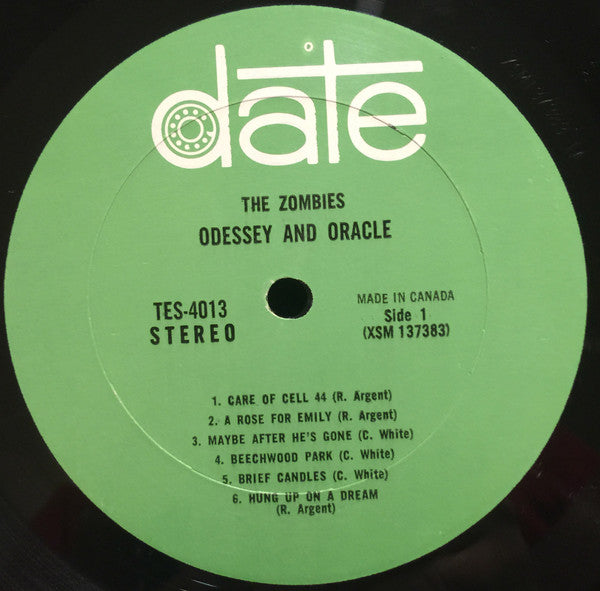 date
THE ZOMBIES
ODESSEY AND ORACLE
TES-4013
STEREO
MADE IN CANADA
Side 1
(XSM 137383)
1. CARE OF CELL 44 (R. Argent)
2. A ROSE FOR EMILY (R. Argent)
3. MAYBE AFTER HE'S GONE (C. White)
4. BEECHWOOD PARK (C. White)
5. BRIEF CANDLES (C. White)
6. HUNG UP ON A DREAM
(R. Argent)